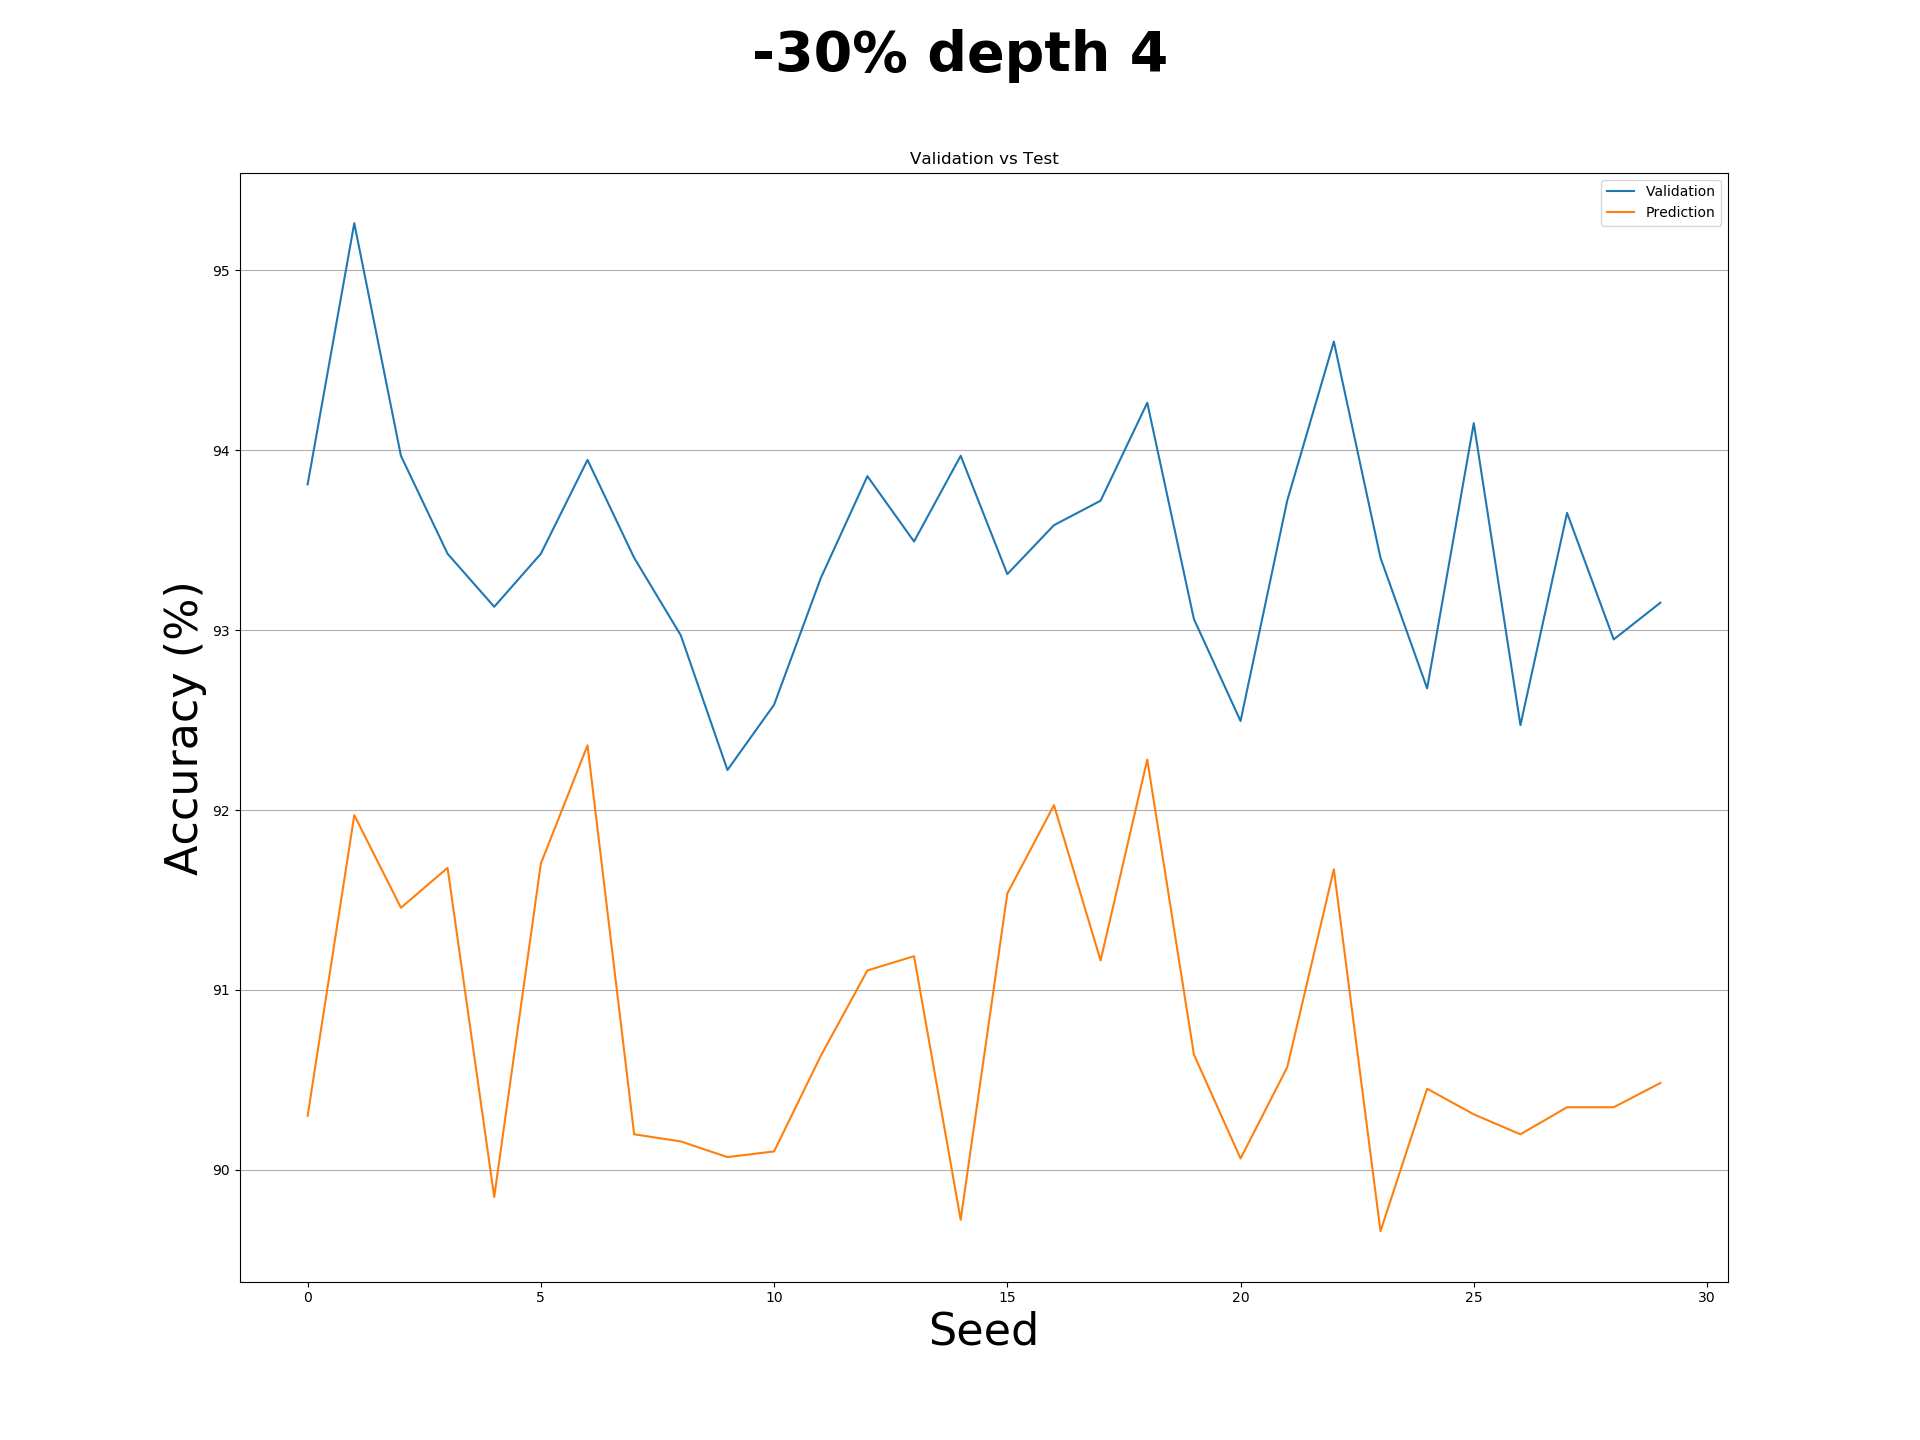 -30% depth 4
Validation vs Test
Validation
Prediction
95
94
93
92
91
90
Accuracy (%)
0 5 10 15 20 25 30
Seed